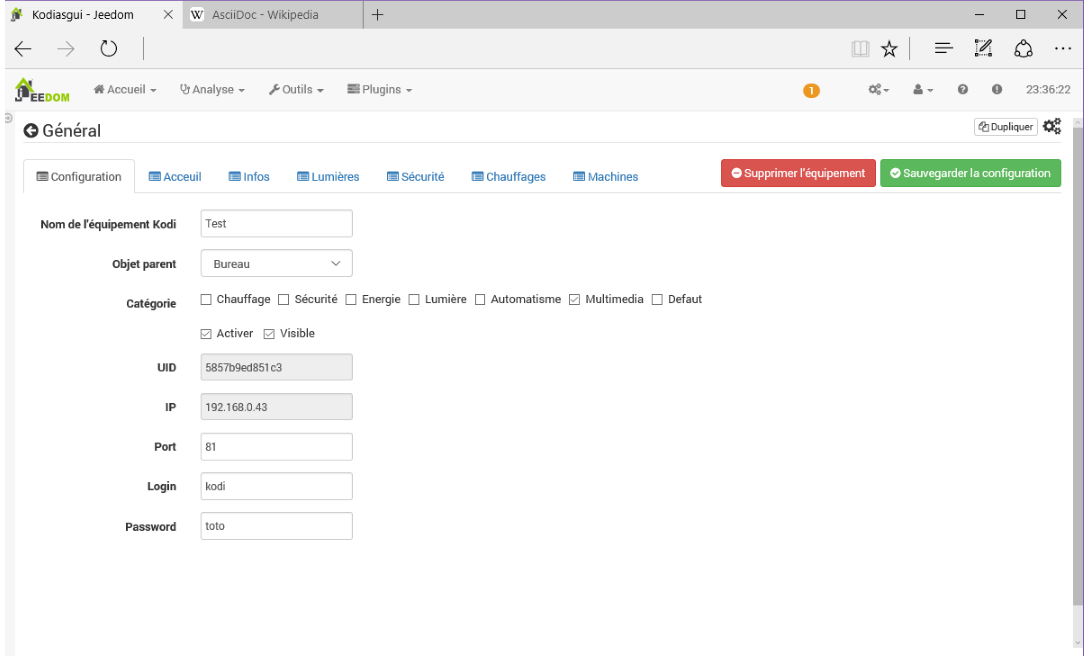 Kodiasgui - Jeedom
W AsciiDoc - Wikipedia
JEEDOM Accueil Analyse Outils Plugins 1 23:36:22
Général Dupliquer
Configuration Acceuil Infos Lumières Sécurité Chauffages Machines Supprimer l'équipement Sauvegarder la configuration
Nom de l'équipement Kodi Test
Objet parent Bureau
Catégorie Chauffage Sécurité Energie Lumière Automatisme Multimedia Defaut
Activer Visible
UID 5857b9ed851c3
IP 192.168.0.43
Port 81
Login kodi
Password toto